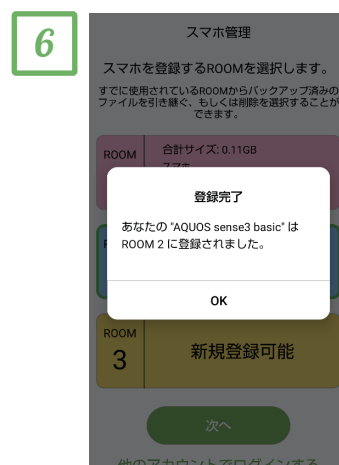 6
スマホ管理
スマホを登録するROOMを選択します。
すでに使用されているROOMからバックアップ済みの
ファイルを引き継ぐ、もしくは削除を選択することが
できます。
ROOM
合計サイズ: 0.11GB
スマホ
登録完了
あなたの "AQUOS sense3 basic" は
ROOM 2 に登録されました。
OK
ROOM
3
新規登録可能
次へ
他のアカウントでログインする